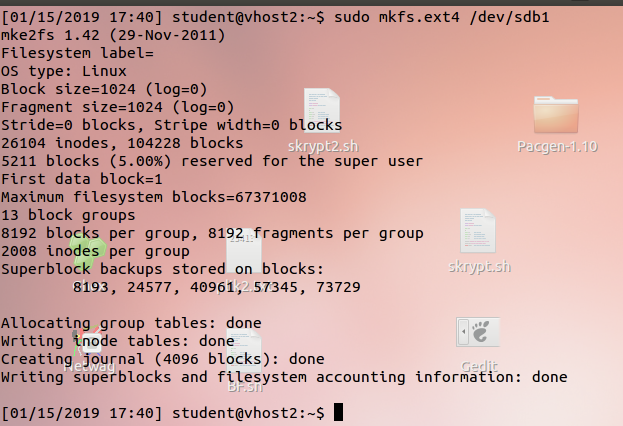 [01/15/2019 17:40] student@vhost2:~$ sudo mkfs.ext4 /dev/sdb1
mke2fs 1.42 (29-Nov-2011)
Filesystem label=
OS type: Linux
Block size=1024 (log=0)
Fragment size=1024 (log=0)
Stride=0 blocks, Stripe width=0 blocks
26104 inodes, 104228 blocks
5211 blocks (5.00%) reserved for the super user
First data block=1
Maximum filesystem blocks=67371008
13 block groups
8192 blocks per group, 8192 fragments per group
2008 inodes per group
Superblock backups stored on blocks:
8193, 24577, 40961, 57345, 73729
Allocating group tables: done
Writing inode tables: done
Creating journal (4096 blocks): done
Writing superblocks and filesystem accounting information: done
[01/15/2019 17:40] student@vhost2:~$
skrypt2.sh
Pacgen-1.10
skrypt.sh
Netwag
BF.sh
Gedit